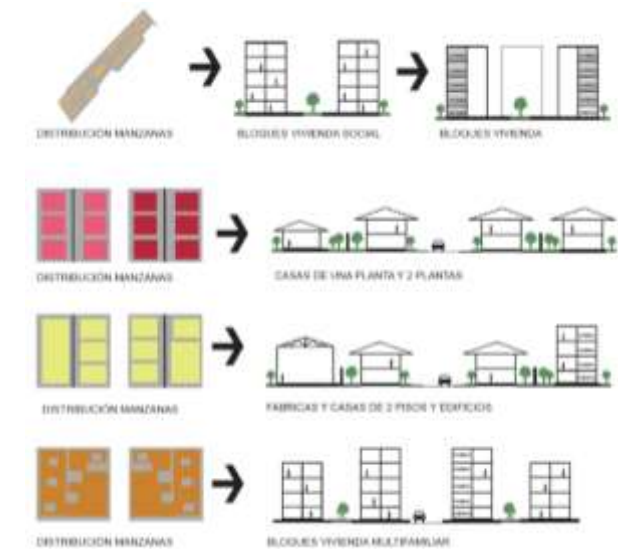 DISTRIBUCIÓN MANZANAS
BLOQUES VIVIENDA SOCIAL
BLOQUES VIVIENDA
DISTRIBUCIÓN MANZANAS
CASAS DE UNA PLANTA Y 2 PLANTAS
DISTRIBUCIÓN MANZANAS
FABRICAS Y CASAS DE 2 PISOS Y EDIFICIOS
DISTRIBUCIÓN MANZANAS
BLOQUES VIVIENDA MULTIFAMILIAR